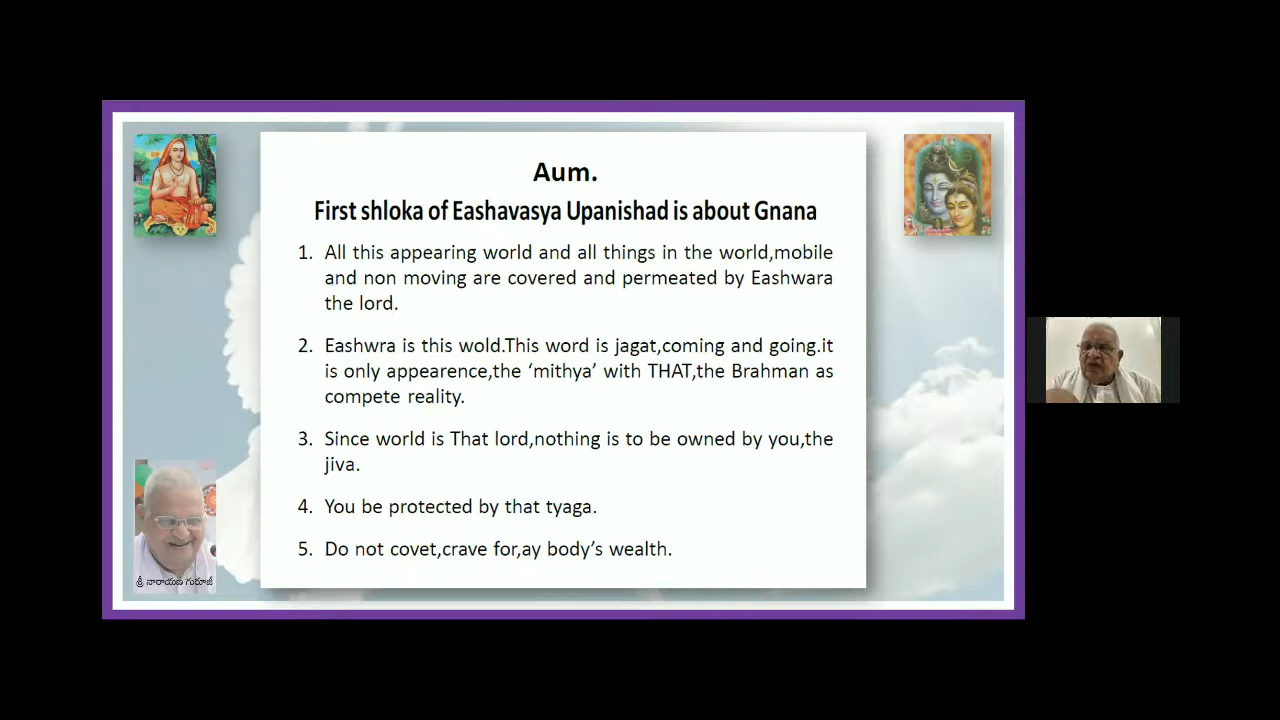 Aum.
First shloka of Eashavasya Upanishad is about Gnana
1. All this appearing world and all things in the world,mobile
and non moving are covered and permeated by Eashwara
the lord.
2. Eashwra is this wold.This word is jagat,coming and going.it
is only appearence,the ‘mithya’ with THAT,the Brahman as
compete reality.
3. Since world is That lord,nothing is to be owned by you,the
jiva.
4. You be protected by that tyaga.
5. Do not covet,crave for,ay body’s wealth.
శ్రీ నారాయణ గురూజీ